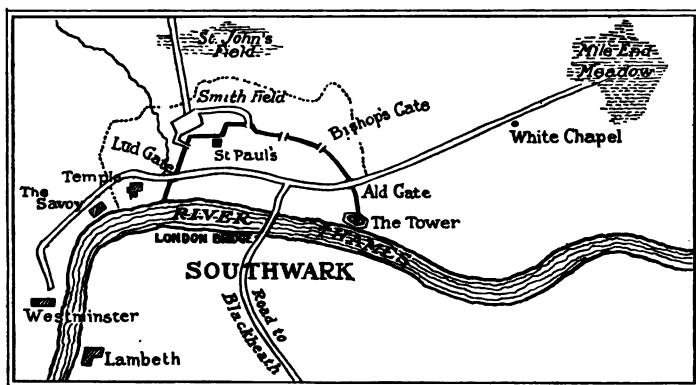 St. John's
Field
Mile End
Meadow
Smith Field
Bishop's Gate
White Chapel
Lud Gate
St Paul's
Temple
The
Savoy
Ald Gate
The Tower
RIVER THAMES
LONDON BRIDGE
SOUTHWARK
Road to
Blackheath
Westminster
Lambeth